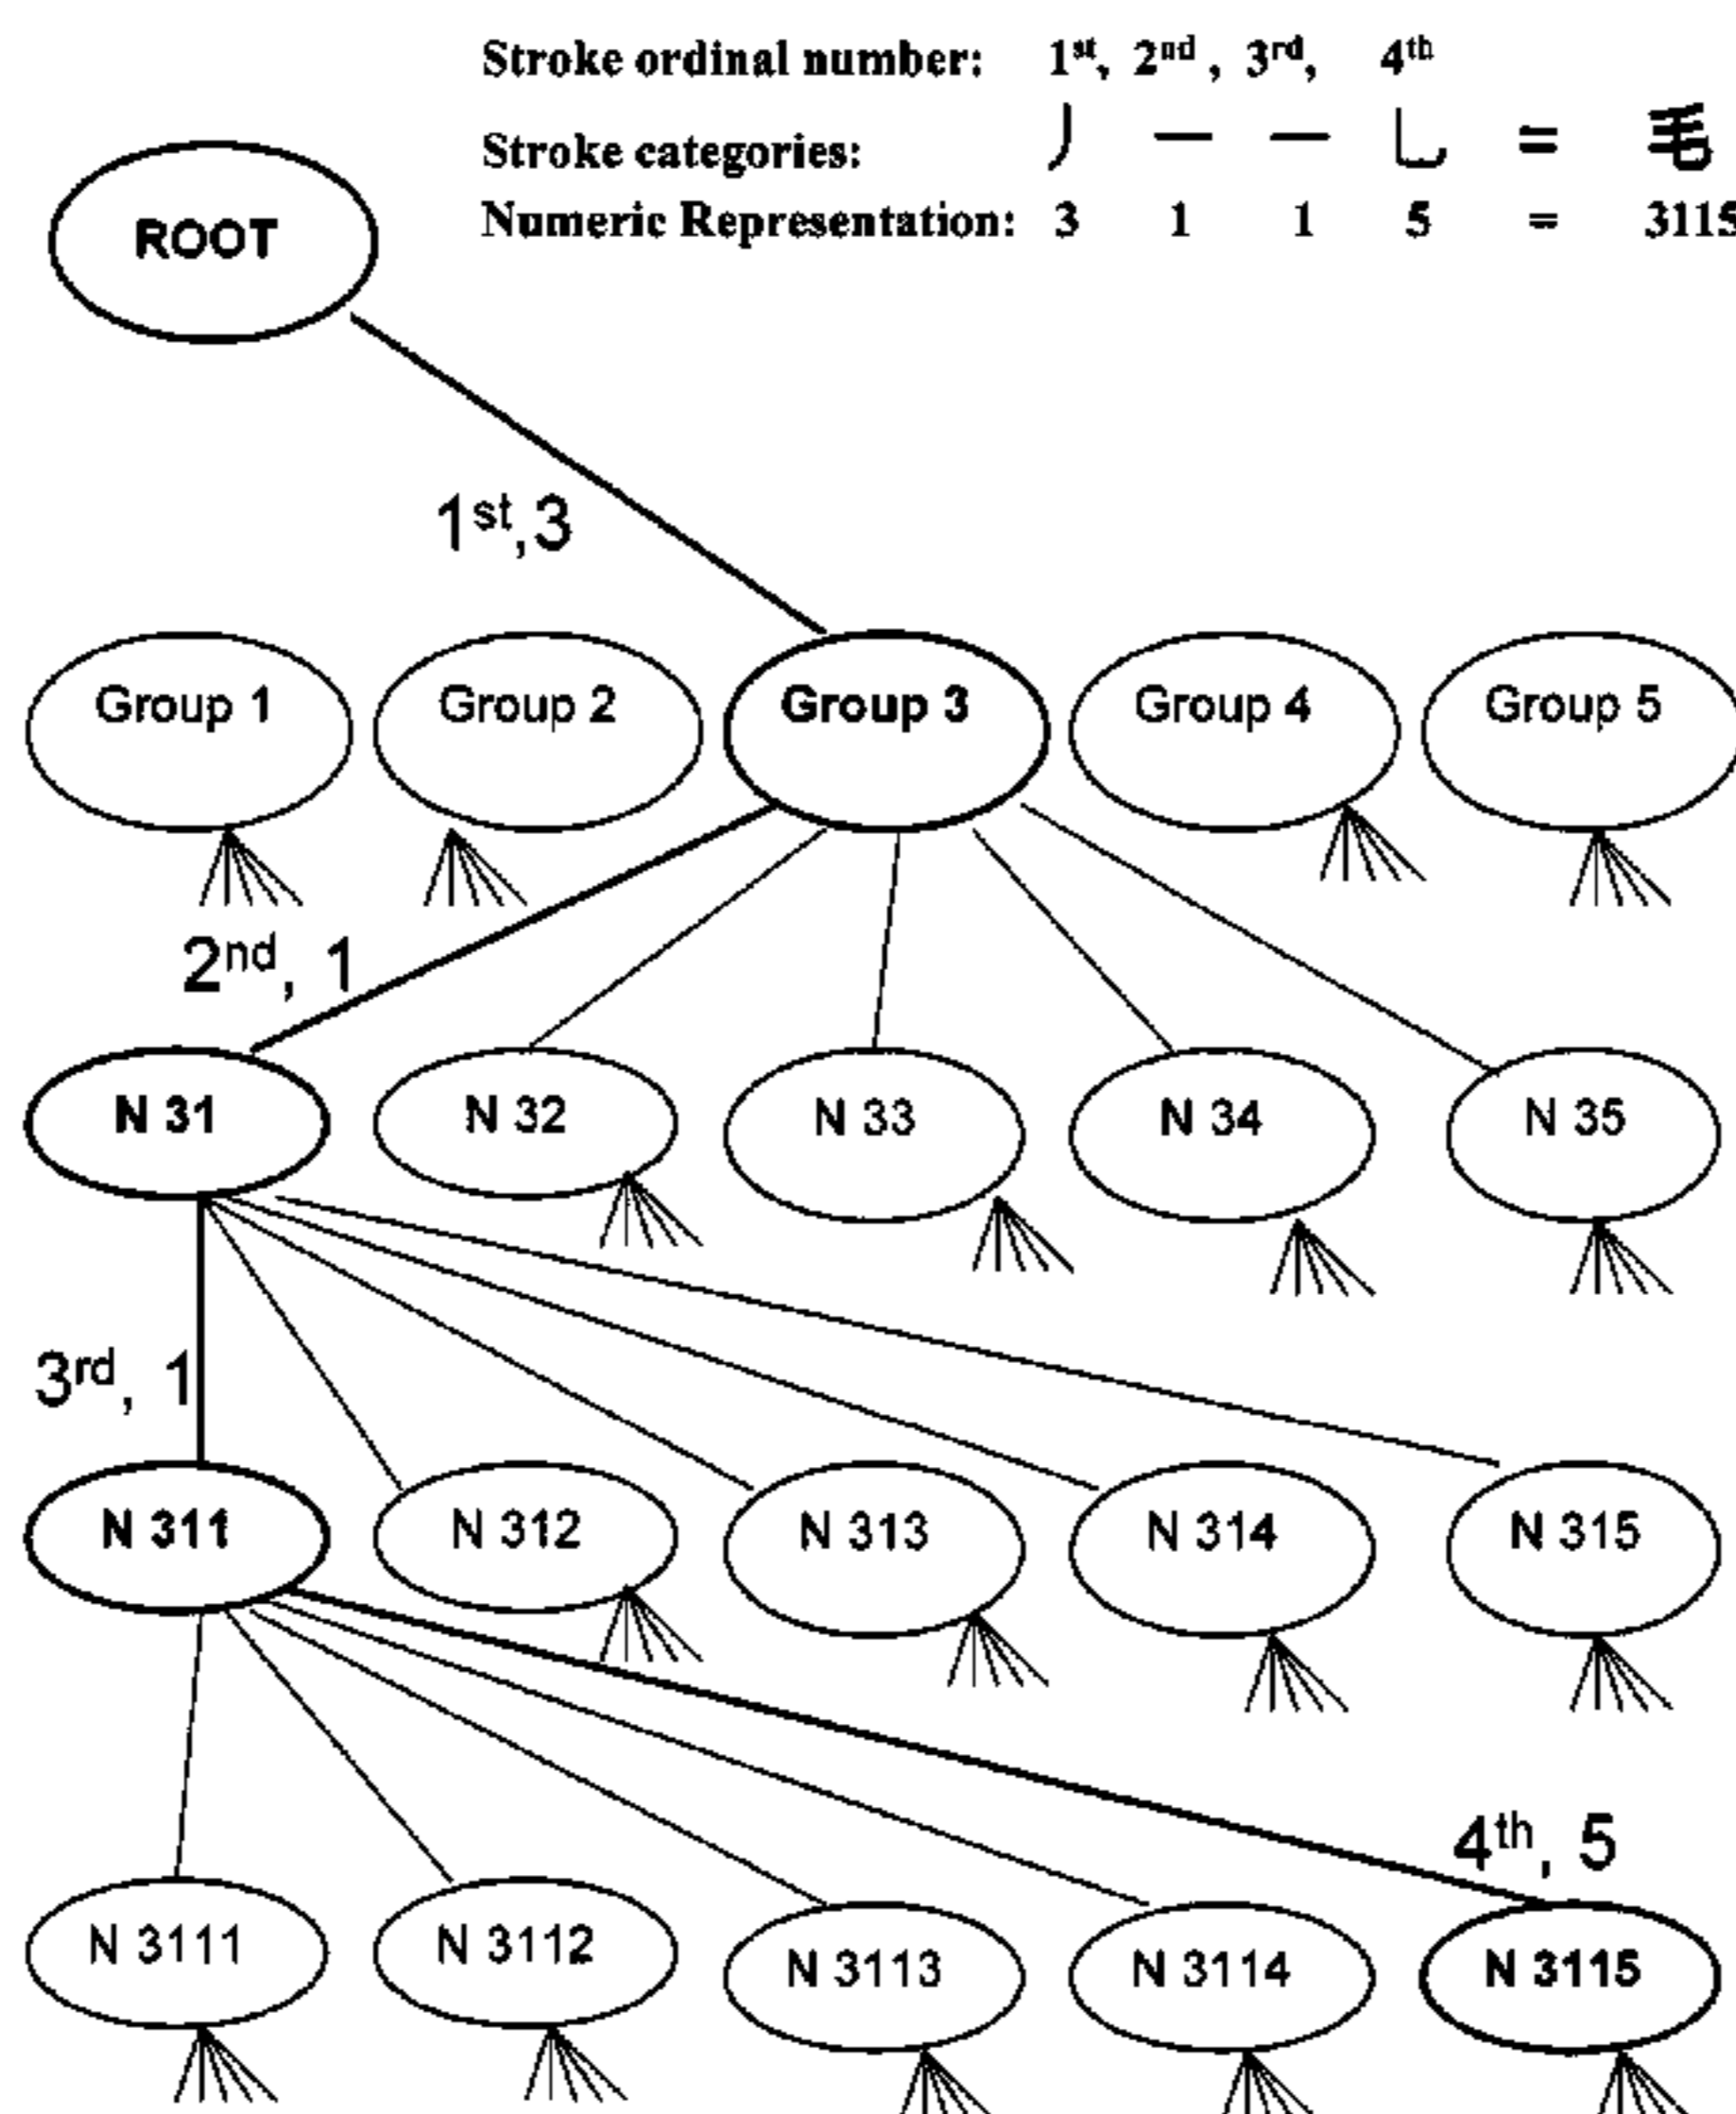 Stroke ordinal number: 1st, 2nd, 3rd, 4th
Stroke categories: 丿 一 一 乚 = 毛
Numeric Representation: 3 1 1 5 = 3115
ROOT
1st,3
Group 1 Group 2 Group 3 Group 4 Group 5
2nd, 1
N 31 N 32 N 33 N 34 N 35
3rd, 1
N 311 N 312 N 313 N 314 N 315
4th, 5
N 3111 N 3112 N 3113 N 3114 N 3115